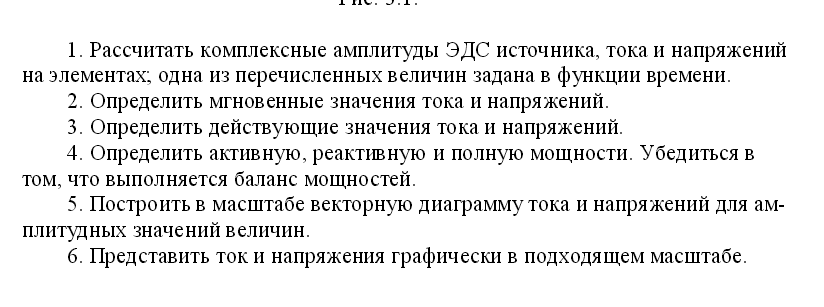 Рис. 3.1.
1. Рассчитать комплексные амплитуды ЭДС источника, тока и напряжений
на элементах; одна из перечисленных величин задана в функции времени.
2. Определить мгновенные значения тока и напряжений.
3. Определить действующие значения тока и напряжений.
4. Определить активную, реактивную и полную мощности. Убедиться в
том, что выполняется баланс мощностей.
5. Построить в масштабе векторную диаграмму тока и напряжений для ам-
плитудных значений величин.
6. Представить ток и напряжения графически в подходящем масштабе.